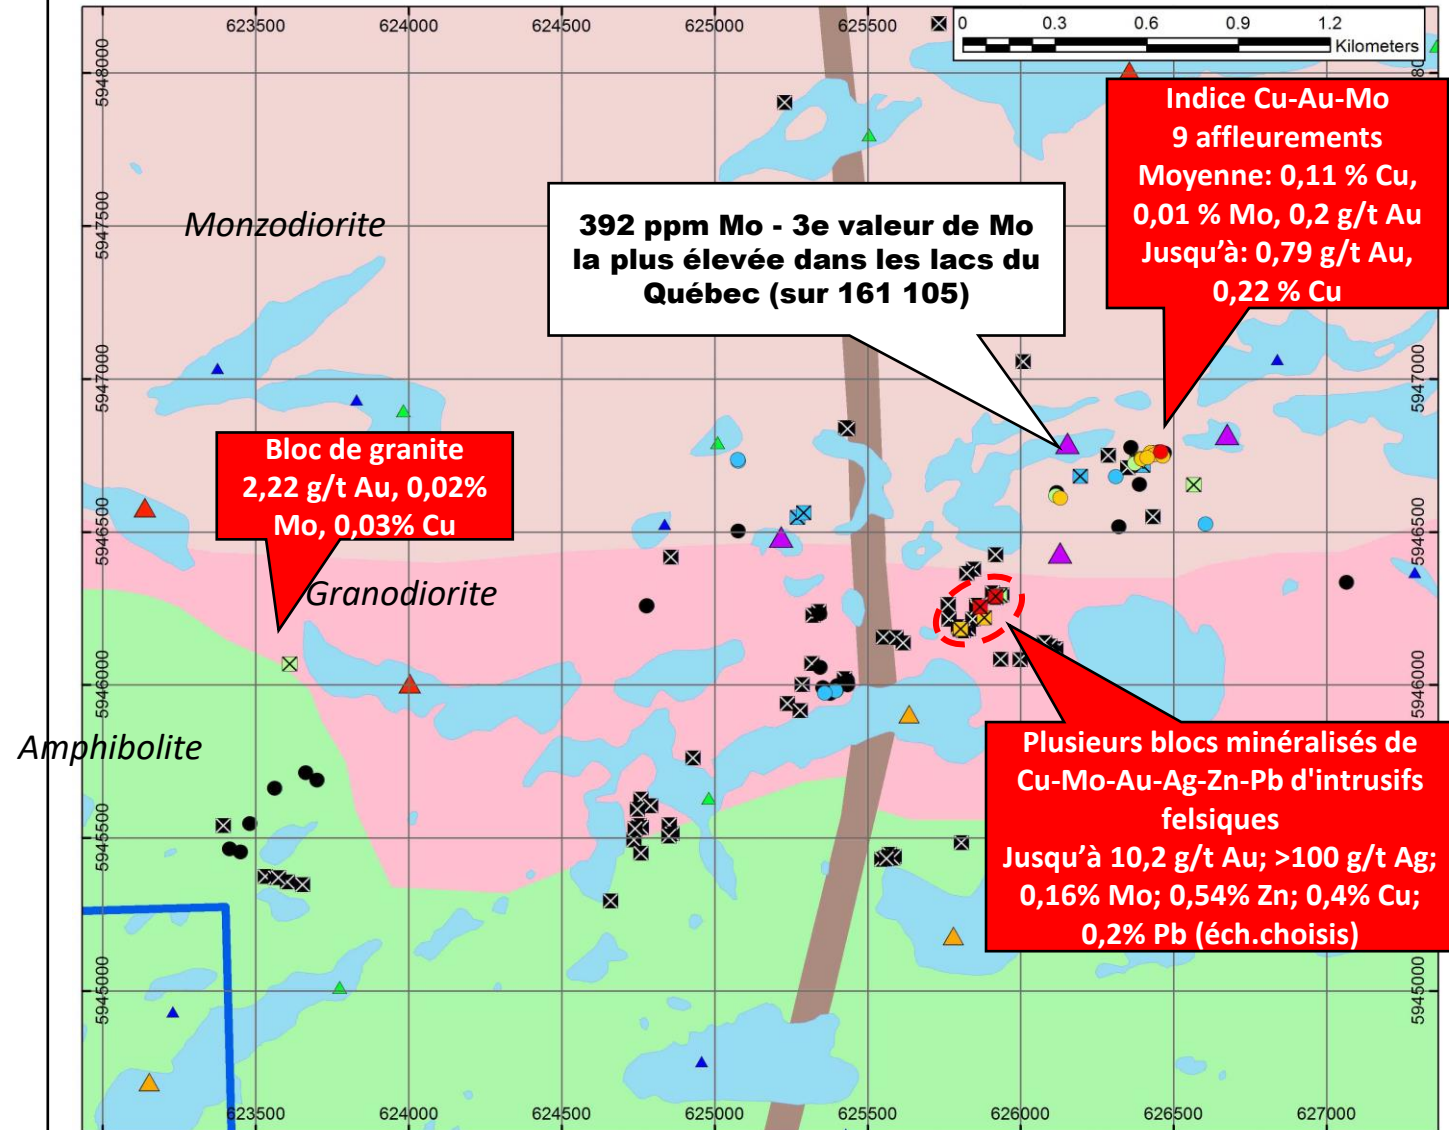 623500
624000
624500
625000
625500
0
0.3
0.6
0.9
1.2
Kilometers
5948000
Indice Cu-Au-Mo
9 affleurements
Moyenne: 0,11 % Cu,
0,01 % Mo, 0,2 g/t Au
Jusqu'à: 0,79 g/t Au,
0,22 % Cu
392 ppm Mo - 3e valeur de Mo
la plus élevée dans les lacs du
Québec (sur 161 105)
Monzodiorite
5947500
5947000
5947000
Bloc de granite
2,22 g/t Au, 0,02%
Mo, 0,03% Cu
5946500
5946500
Granodiorite
5946000
5946000
Amphibolite
Plusieurs blocs minéralisés de
Cu-Mo-Au-Ag-Zn-Pb d'intrusifs
felsiques
Jusqu'à 10,2 g/t Au; >100 g/t Ag;
0,16% Mo; 0,54% Zn; 0,4% Cu;
0,2% Pb (éch.choisis)
5945500
5945000
5945000
623500
624000
624500
625000
625500
626000
626500
627000